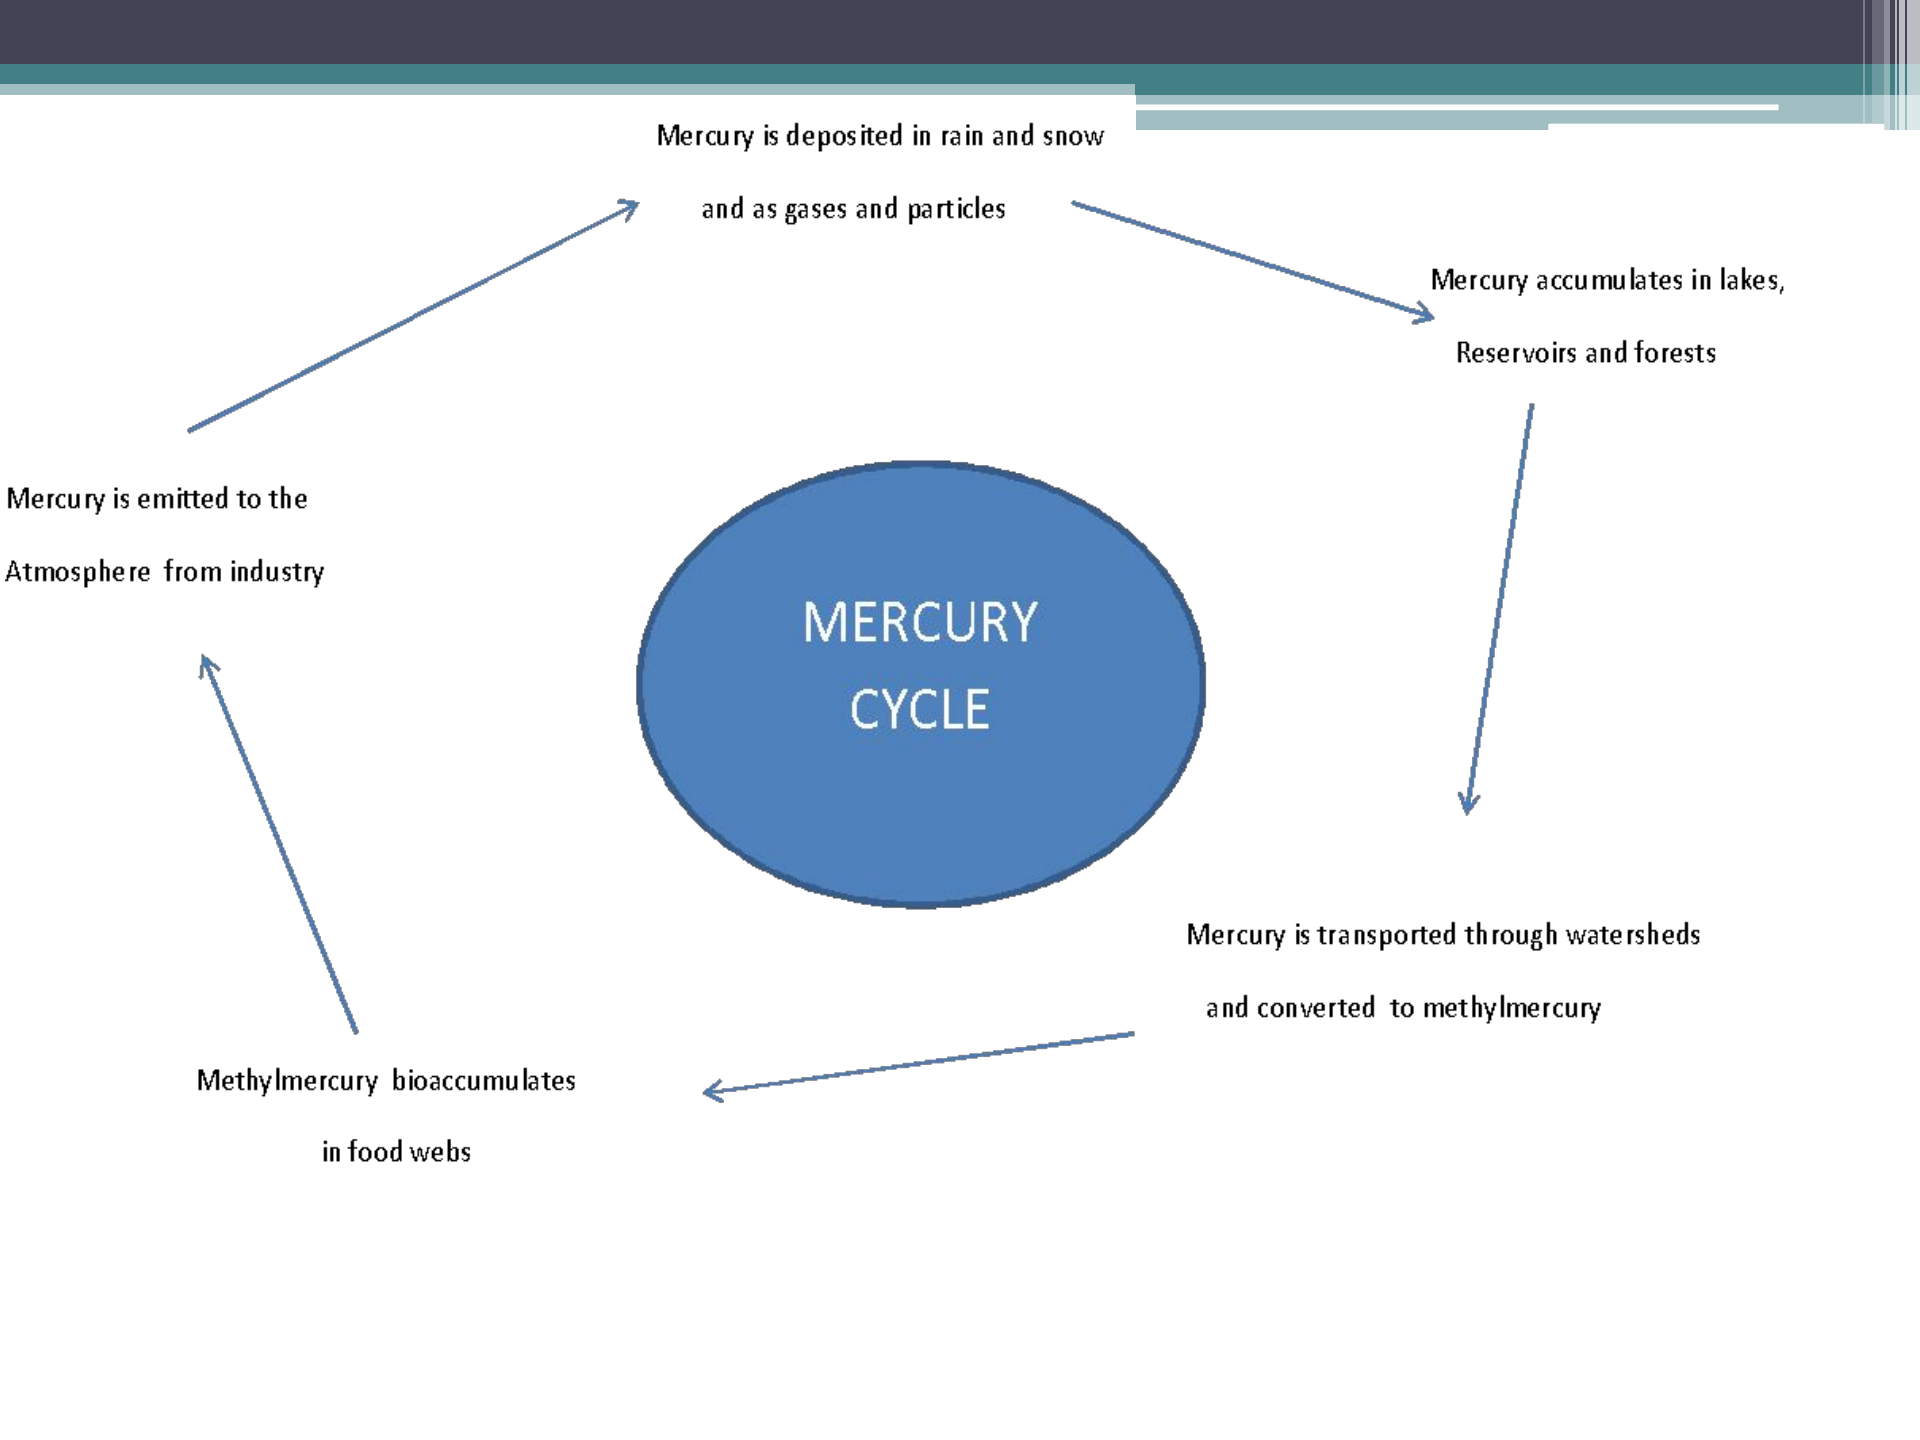 Mercury is deposited in rain and snow
and as gases and particles
Mercury accumulates in lakes,
Reservoirs and forests
Mercury is emitted to the
Atmosphere from industry
MERCURY
CYCLE
Mercury is transported through watersheds
and converted to methylmercury
Methylmercury bioaccumulates
in food webs